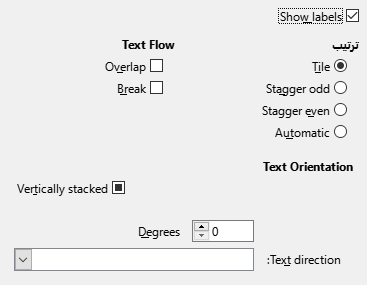 Show labels
ترتيب
Tile
Stagger odd
Stagger even
Automatic
Text Flow
Overlap
Break
Text Orientation
Vertically stacked
Degrees 0
Text direction: